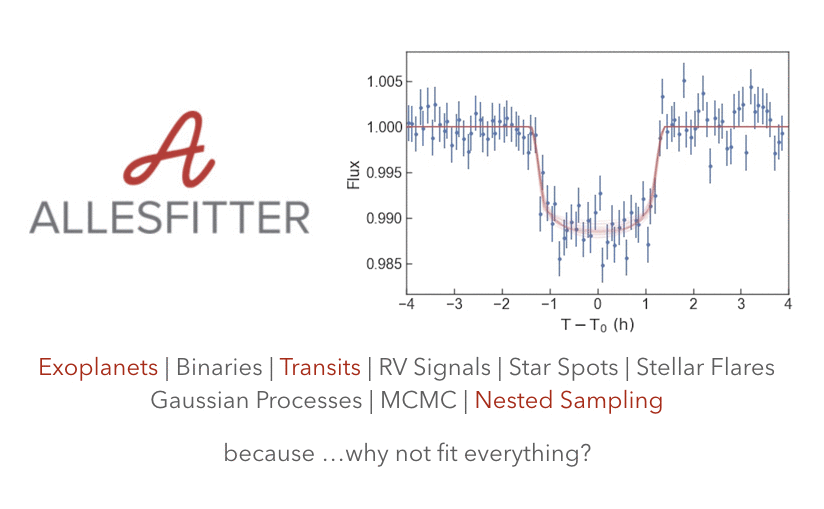 A
ALLESFITTER
Flux
1.005
1.000
0.995
0.990
0.985
−4 −3 −2 −1 0 1 2 3 4
T − T₀ (h)
Exoplanets | Binaries | Transits | RV Signals | Star Spots | Stellar Flares
Gaussian Processes | MCMC | Nested Sampling
because ...why not fit everything?